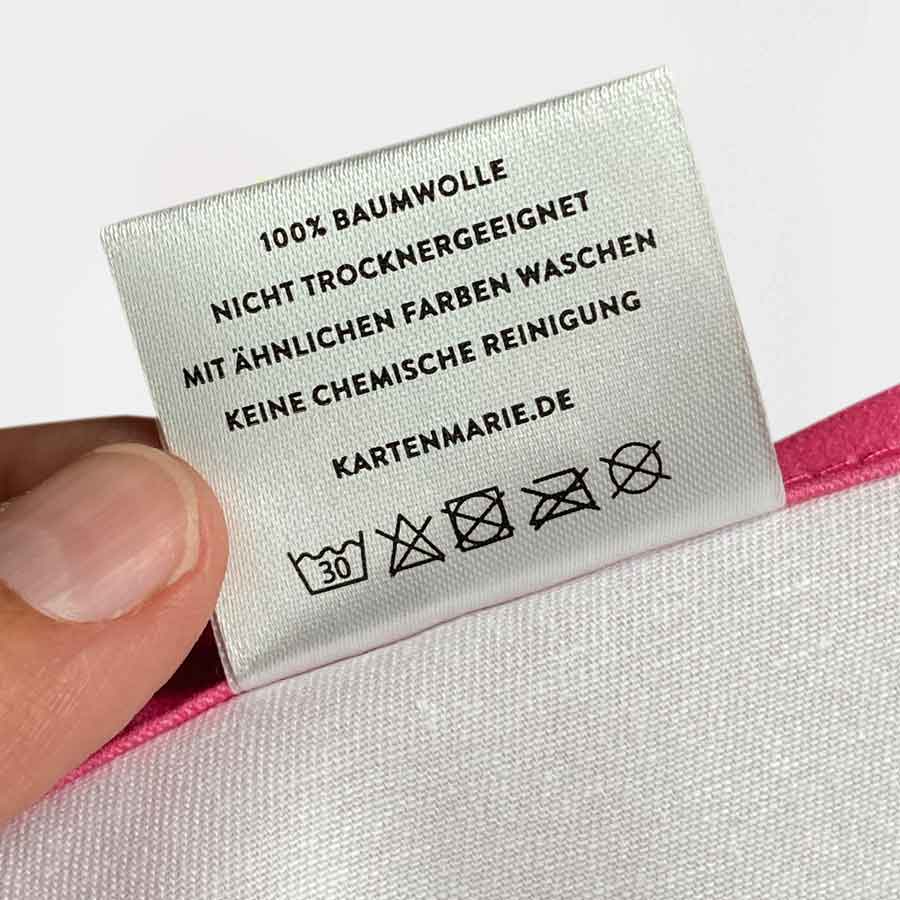 100% BAUMWOLLE
NICHT TROCKNERGEEIGNET
MIT ÄHNLICHEN FARBEN WASCHEN
KEINE CHEMISCHE REINIGUNG
KARTENMARIE.DE
30